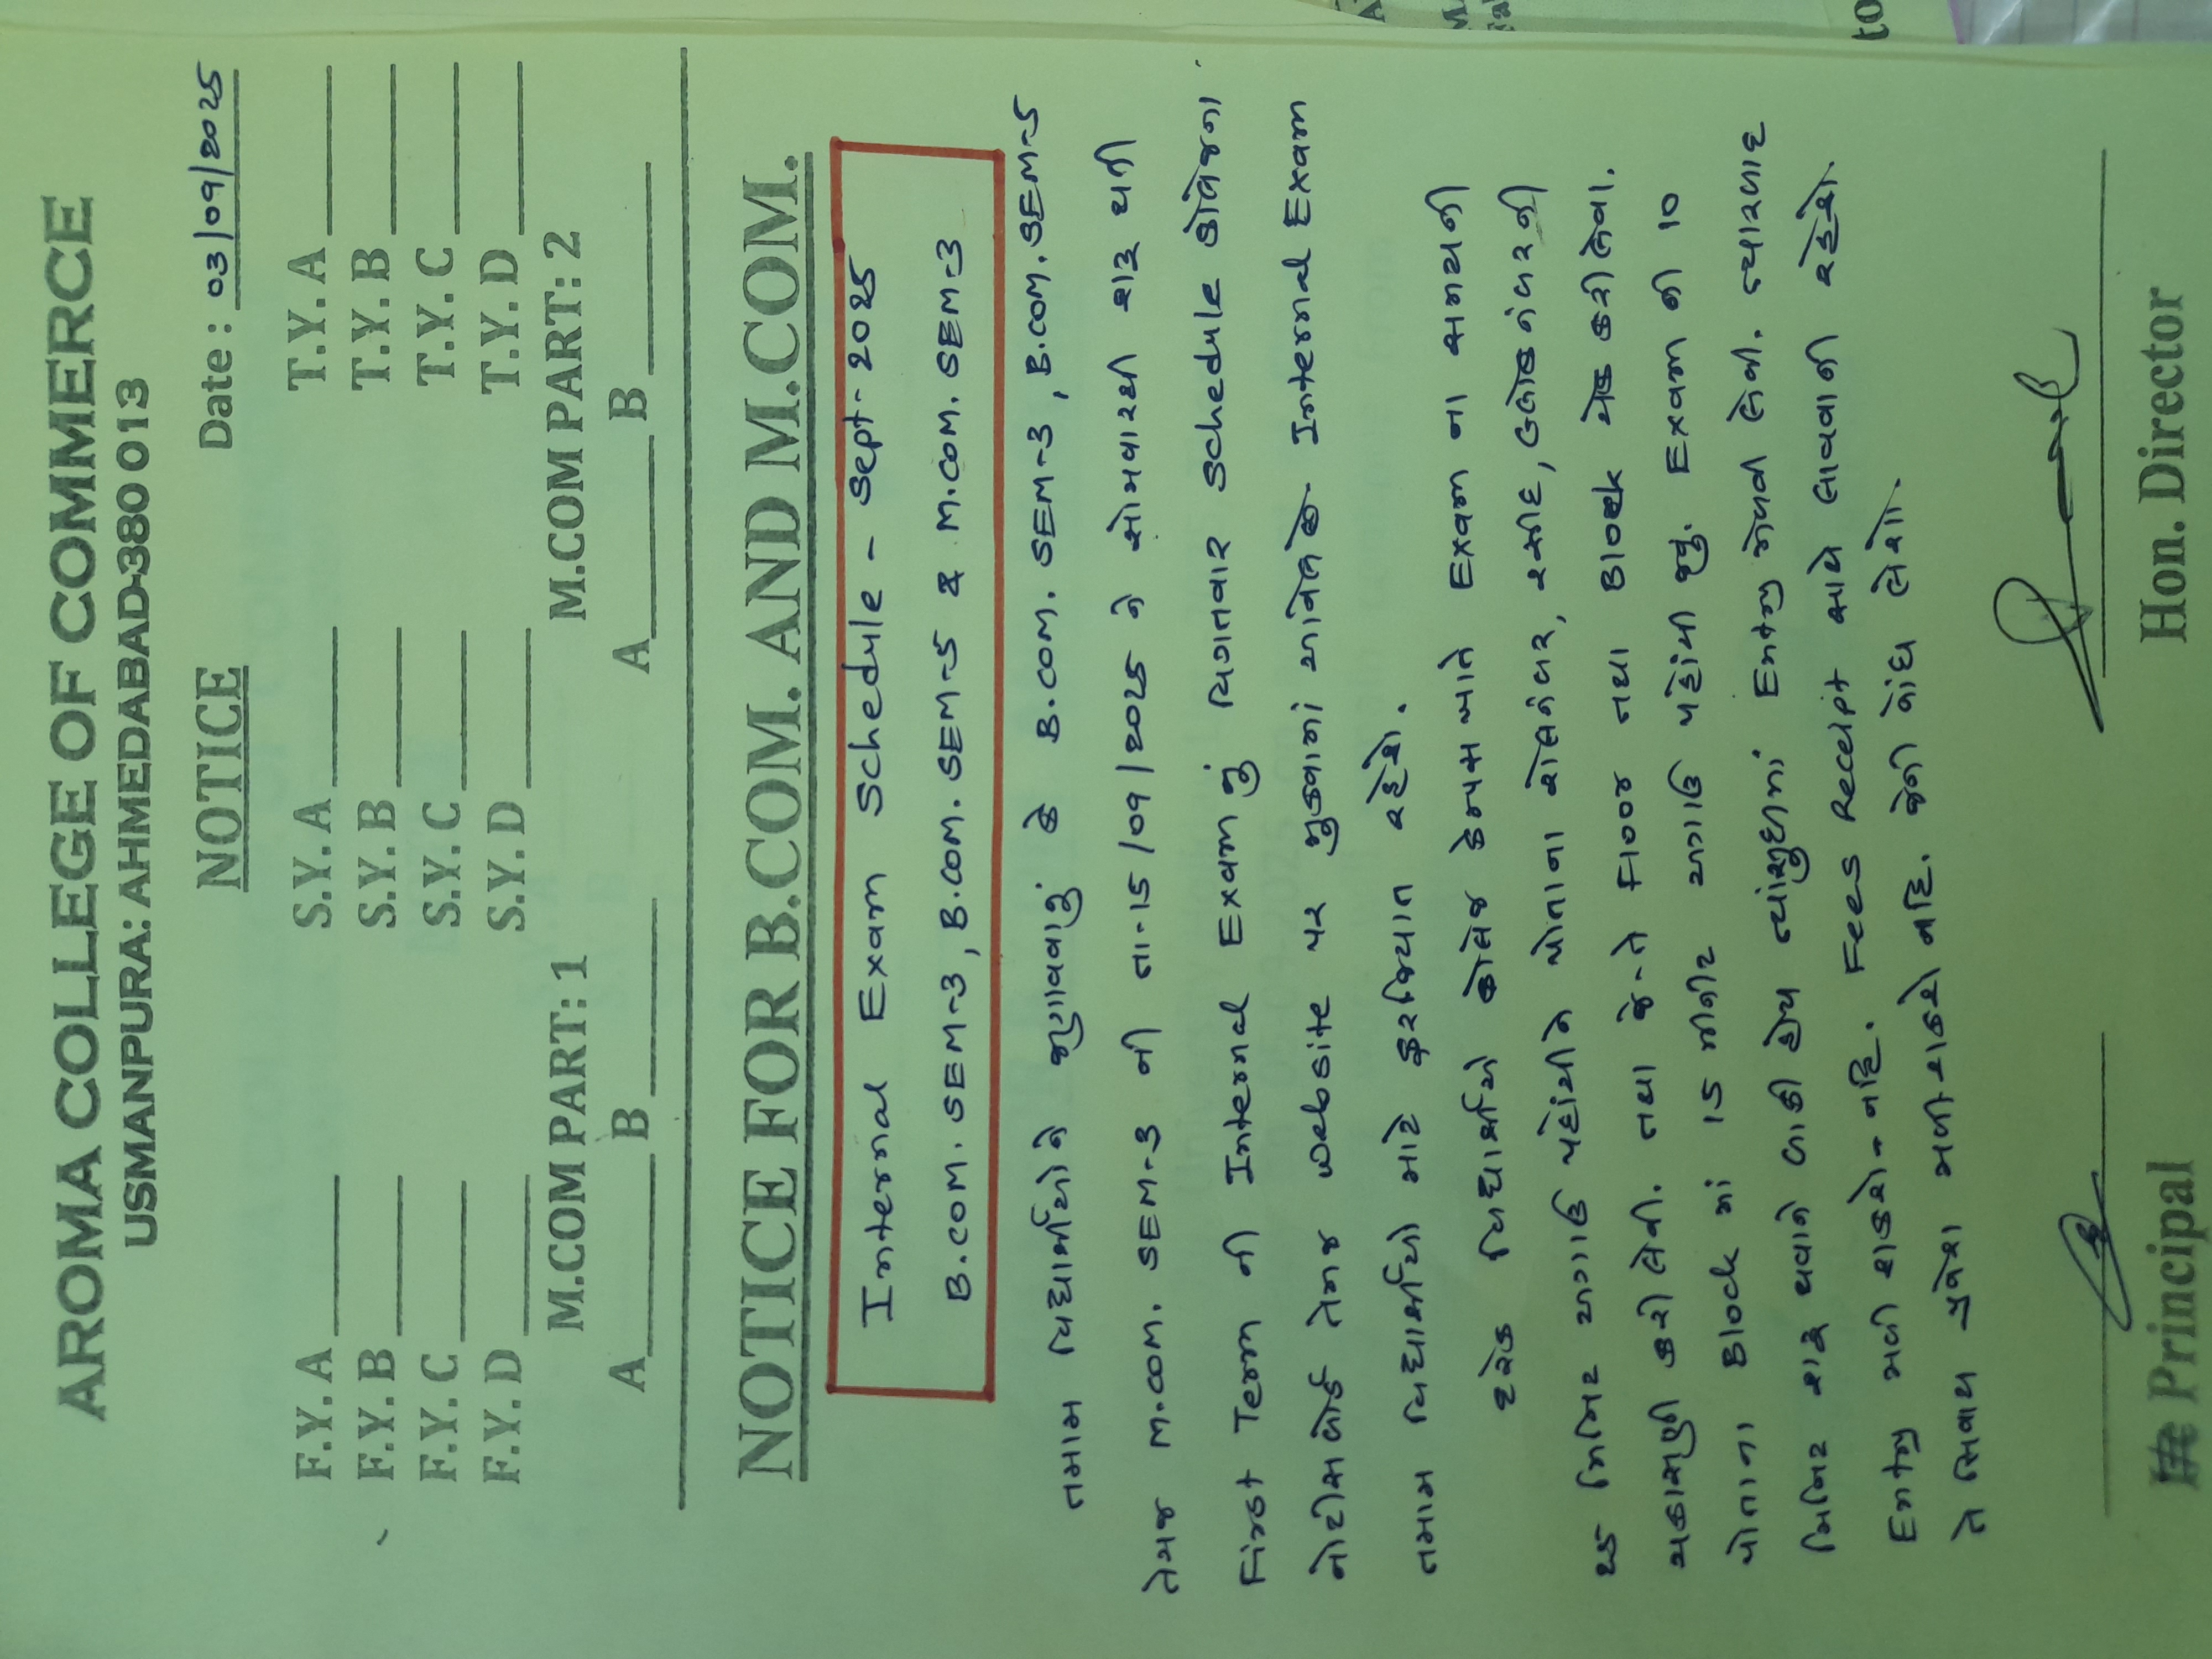 AROMA COLLEGE OF COMMERCE
USMANPURA: AHMEDABAD-380 013
NOTICE Date : 03/09/2025
F.Y. A S.Y. A T.Y. A
F.Y. B S.Y. B T.Y. B
F.Y. C S.Y. C T.Y. C
F.Y. D S.Y. D T.Y. D
M.COM PART: 1 M.COM PART: 2
A B A B
NOTICE FOR B.COM. AND M.COM.
Internal Exam Schedule - Sept-2025
B.COM. SEM-3, B.COM. SEM-5 & M.COM. SEM-3
તમામ વિદ્યાર્થીઓને જણાવવાનું કે B.COM. SEM-3, B.COM. SEM-5
તેમજ M.COM. SEM-3 ની તા-15/09/2025 ને સોમવારથી શરૂ થતી
First Term ની Internal Exam નું વિગતવાર Schedule કોલેજના
નોટીસબોર્ડ તેમજ website પર મુકવામાં આવેલ છે. Internal Exam
તમામ વિદ્યાર્થીઓ માટે ફરજિયાત રહેશે.
દરેક વિદ્યાર્થીએ કોલેજ કેમ્પસ ખાતે Exam ના સમયની
25 મિનિટ અગાઉ પહોંચીને પોતાના રોલનંબર, રસીદ, બ્લોક નંબરની
ચકાસણી કરી લેવી. તથા જે-તે Floor તથા Block ચેક કરી લેવા.
પોતાના Block માં 15 મીનીટ અગાઉ પહોંચી જવું. Exam ની 10
મિનિટ શરૂ થવાને બાકી હોય ત્યાંસુધીમાં Entry મેળવી લેવી. ત્યારબાદ
Entry મળી શકશે-નહિ. Fees Receipt સાથે લાવવાની રહેશે.
તે સિવાય પ્રવેશ મળી શકશે નહિ. જેની નોંધ લેશો.
Principal Hon. Director